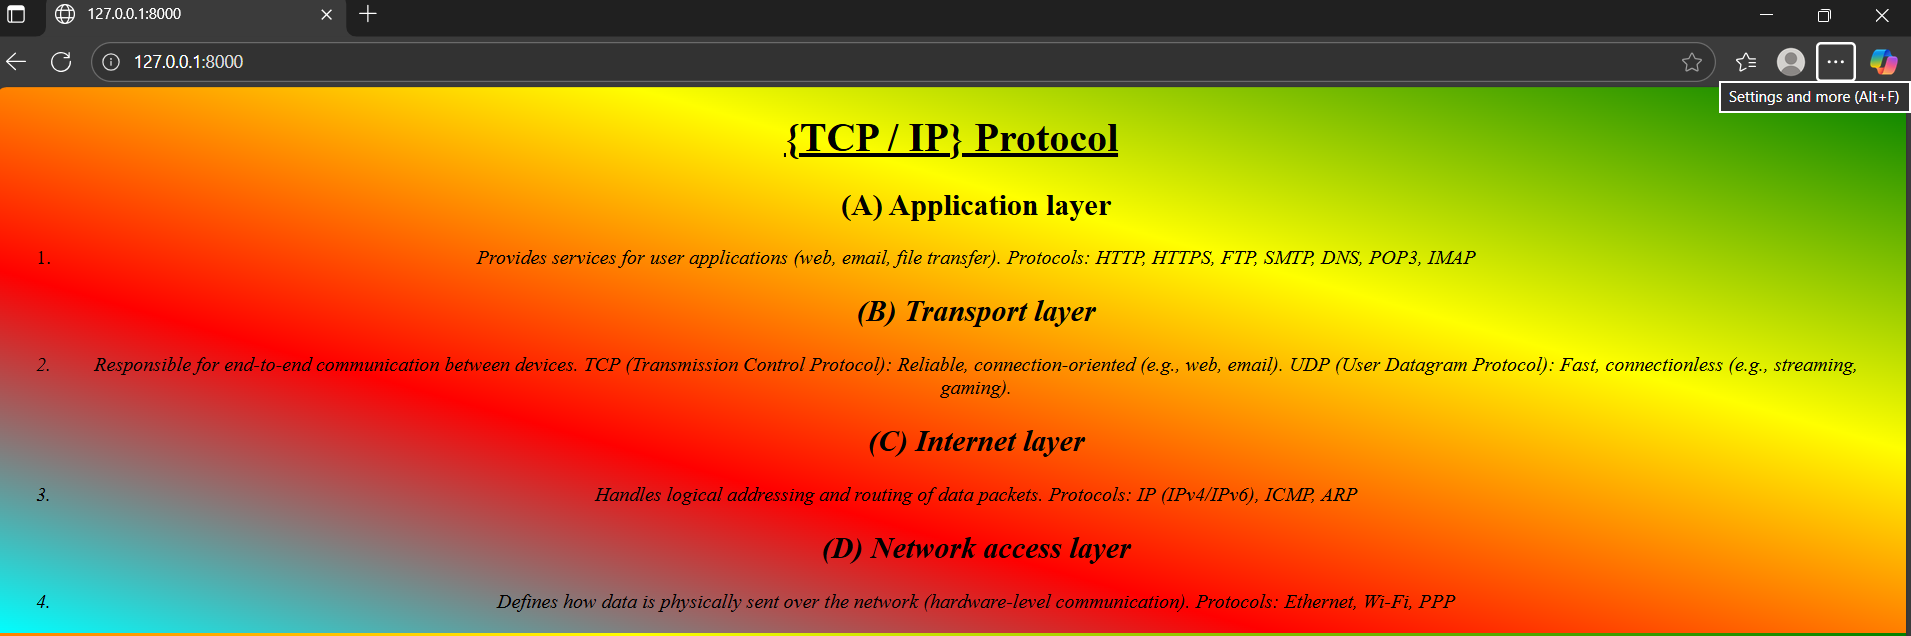 127.0.0.1:8000
127.0.0.1:8000
Settings and more (Alt+F)
{TCP / IP} Protocol
(A) Application layer
1. Provides services for user applications (web, email, file transfer). Protocols: HTTP, HTTPS, FTP, SMTP, DNS, POP3, IMAP
(B) Transport layer
2. Responsible for end-to-end communication between devices. TCP (Transmission Control Protocol): Reliable, connection-oriented (e.g., web, email). UDP (User Datagram Protocol): Fast, connectionless (e.g., streaming,
gaming).
(C) Internet layer
3. Handles logical addressing and routing of data packets. Protocols: IP (IPv4/IPv6), ICMP, ARP
(D) Network access layer
4. Defines how data is physically sent over the network (hardware-level communication). Protocols: Ethernet, Wi-Fi, PPP